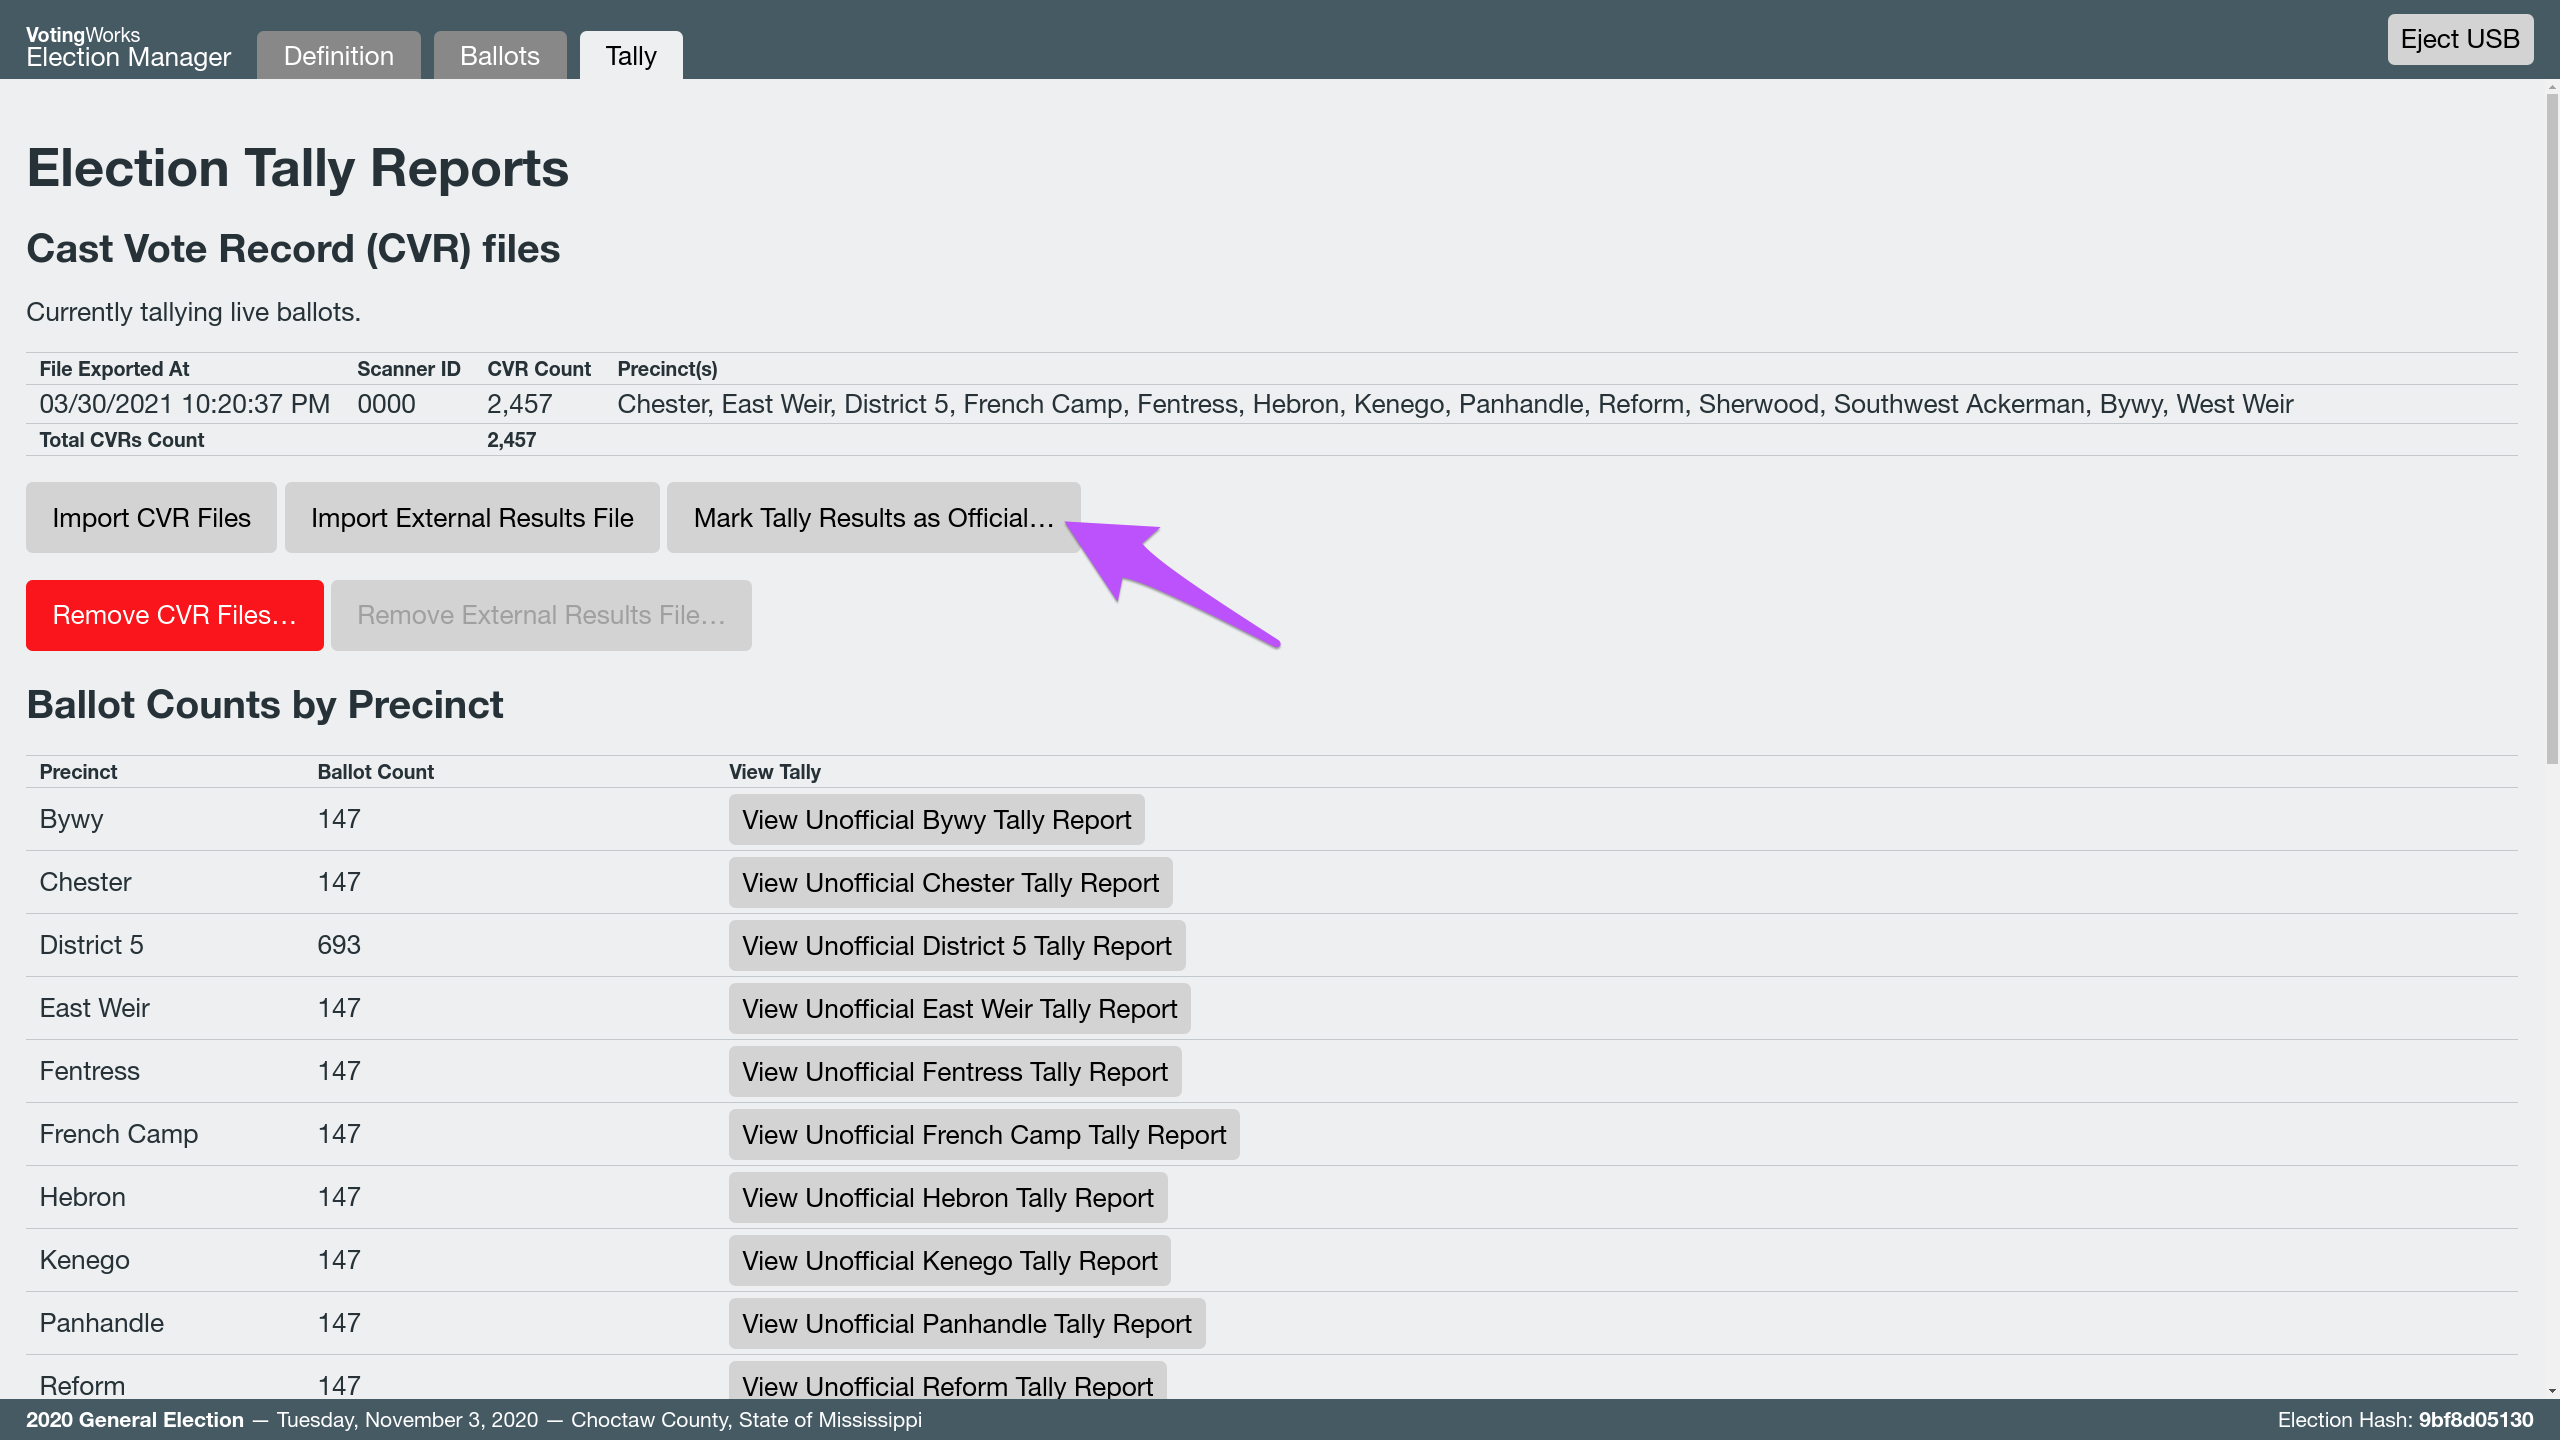 VotingWorks
Election Manager
Definition
Ballots
Tally
Eject USB
Election Tally Reports
Cast Vote Record (CVR) files
Currently tallying live ballots.
File Exported At Scanner ID CVR Count Precinct(s)
03/30/2021 10:20:37 PM 0000 2,457 Chester, East Weir, District 5, French Camp, Fentress, Hebron, Kenego, Panhandle, Reform, Sherwood, Southwest Ackerman, Bywy, West Weir
Total CVRs Count 2,457
Import CVR Files Import External Results File Mark Tally Results as Official…
Remove CVR Files… Remove External Results File…
Ballot Counts by Precinct
Precinct Ballot Count View Tally
Bywy 147 View Unofficial Bywy Tally Report
Chester 147 View Unofficial Chester Tally Report
District 5 693 View Unofficial District 5 Tally Report
East Weir 147 View Unofficial East Weir Tally Report
Fentress 147 View Unofficial Fentress Tally Report
French Camp 147 View Unofficial French Camp Tally Report
Hebron 147 View Unofficial Hebron Tally Report
Kenego 147 View Unofficial Kenego Tally Report
Panhandle 147 View Unofficial Panhandle Tally Report
Reform 147 View Unofficial Reform Tally Report
2020 General Election — Tuesday, November 3, 2020 — Choctaw County, State of Mississippi
Election Hash: 9bf8d05130